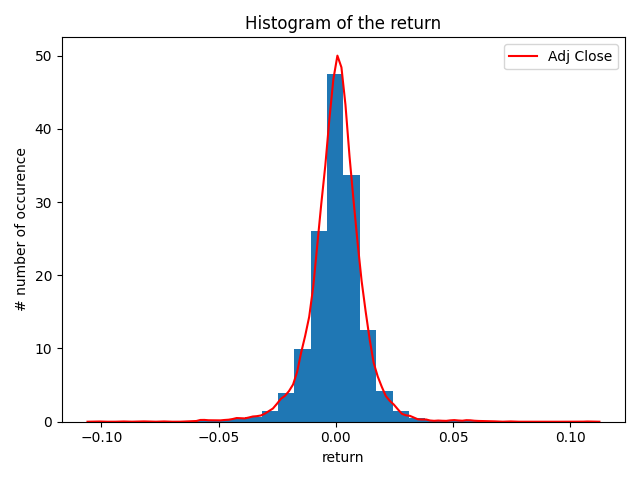 Histogram of the return
Adj Close
# number of occurence
50
40
30
20
10
0
−0.10
−0.05
0.00
0.05
0.10
return